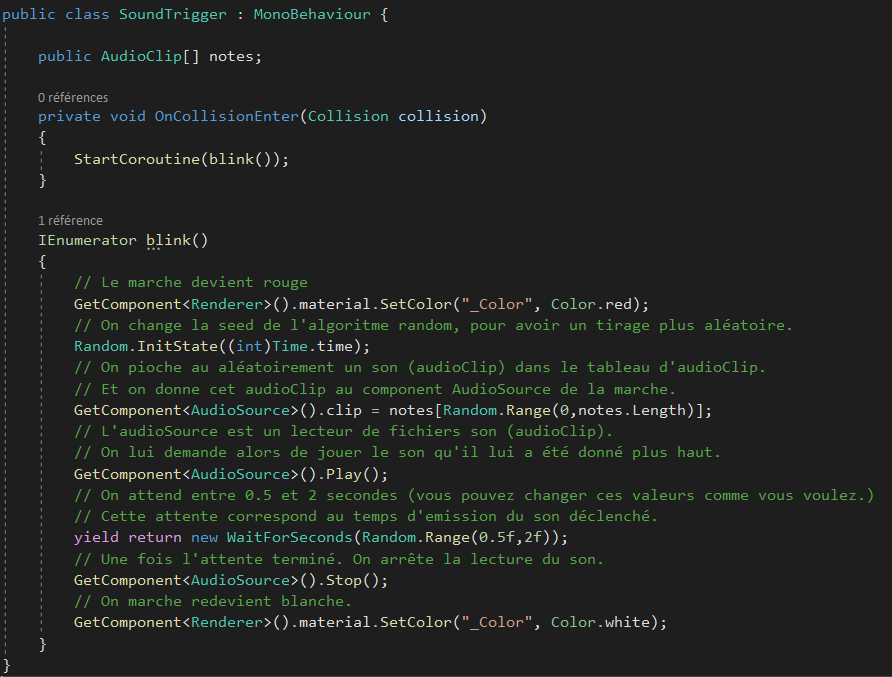 public class SoundTrigger : MonoBehaviour {
public AudioClip[] notes;
0 références
private void OnCollisionEnter(Collision collision)
{
StartCoroutine(blink());
}
1 référence
IEnumerator blink()
{
// Le marche devient rouge
GetComponent<Renderer>().material.SetColor("_Color", Color.red);
// On change la seed de l'algoritme random, pour avoir un tirage plus aléatoire.
Random.InitState((int)Time.time);
// On pioche au aléatoirement un son (audioClip) dans le tableau d'audioClip.
// Et on donne cet audioClip au component AudioSource de la marche.
GetComponent<AudioSource>().clip = notes[Random.Range(0,notes.Length)];
// L'audioSource est un lecteur de fichiers son (audioClip).
// On lui demande alors de jouer le son qu'il lui a été donné plus haut.
GetComponent<AudioSource>().Play();
// On attend entre 0.5 et 2 secondes (vous pouvez changer ces valeurs comme vous voulez.)
// Cette attente correspond au temps d'emission du son déclenché.
yield return new WaitForSeconds(Random.Range(0.5f,2f));
// Une fois l'attente terminé. On arrête la lecture du son.
GetComponent<AudioSource>().Stop();
// On marche redevient blanche.
GetComponent<Renderer>().material.SetColor("_Color", Color.white);
}
}